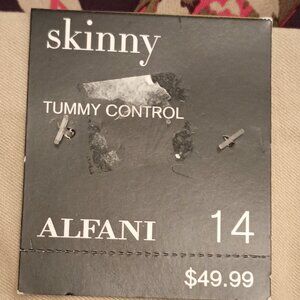 skinny
TUMMY CONTROL
ALFANI 14
$49.99